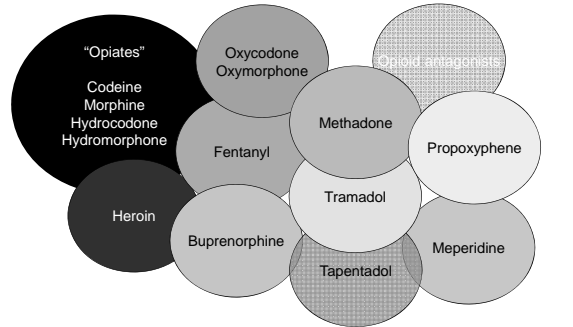 “Opiates”
Codeine
Morphine
Hydrocodone
Hydromorphone
Oxycodone
Oxymorphone
Opioid antagonists
Methadone
Fentanyl
Propoxyphene
Tramadol
Heroin
Buprenorphine
Meperidine
Tapentadol